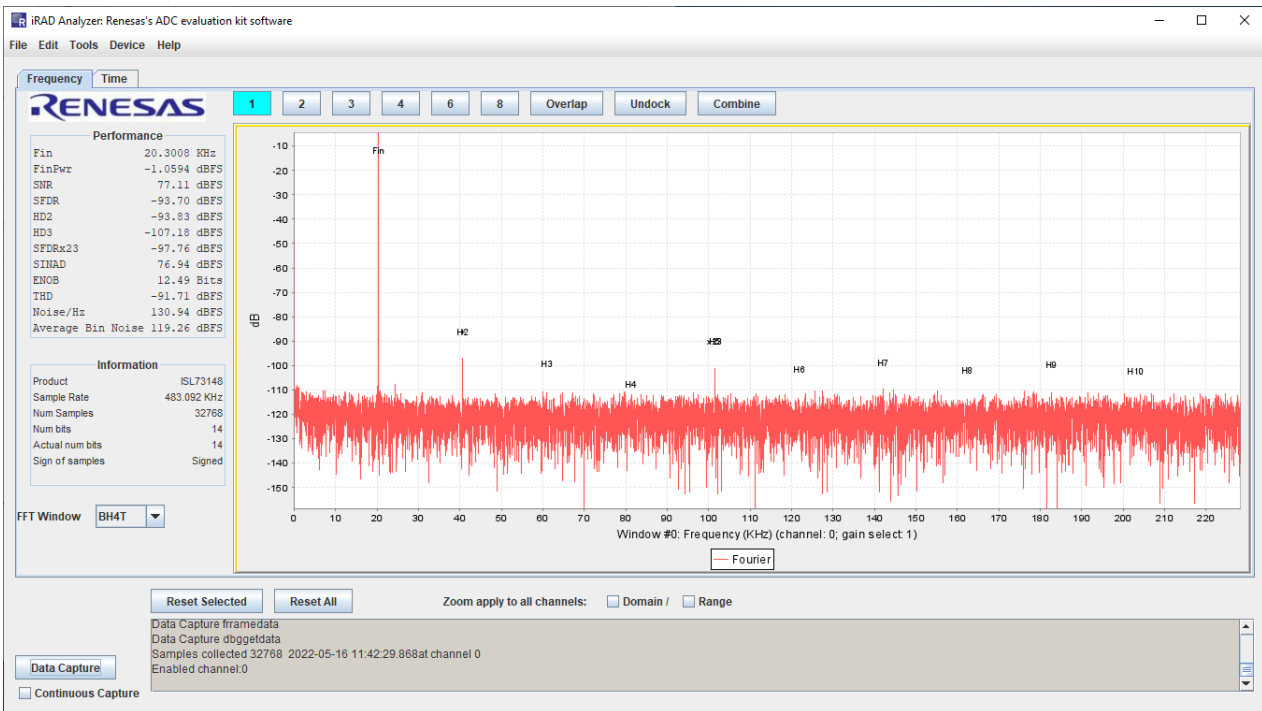 iRAD Analyzer: Renesas's ADC evaluation kit software
File Edit Tools Device Help
Frequency Time
RENESAS
1 2 3 4 6 8 Overlap Undock Combine
Performance
Fin 20.3008 KHz
FinPwr -1.0594 dBFS
SNR 77.11 dBFS
SFDR -93.70 dBFS
HD2 -93.83 dBFS
HD3 -107.18 dBFS
SFDRx23 -97.76 dBFS
SINAD 76.94 dBFS
ENOB 12.49 Bits
THD -91.71 dBFS
Noise/Hz 130.94 dBFS
Average Bin Noise 119.26 dBFS
Information
Product ISL73148
Sample Rate 483.092 KHz
Num Samples 32768
Num bits 14
Actual num bits 14
Sign of samples Signed
FFT Window BH4T
dB
-10
-20
-30
-40
-50
-60
-70
-80
-90
-100
-110
-120
-130
-140
-150
Fin
H2
H3
H4
H6
H7
H8
H9
H10
0 10 20 30 40 50 60 70 80 90 100 110 120 130 140 150 160 170 180 190 200 210 220
Window #0: Frequency (KHz) (channel: 0; gain select: 1)
Fourier
Reset Selected Reset All Zoom apply to all channels: Domain / Range
Data Capture frramedata
Data Capture dbggetdata
Samples collected 32768 2022-05-16 11:42:29.868at channel 0
Enabled channel:0
Data Capture
Continuous Capture